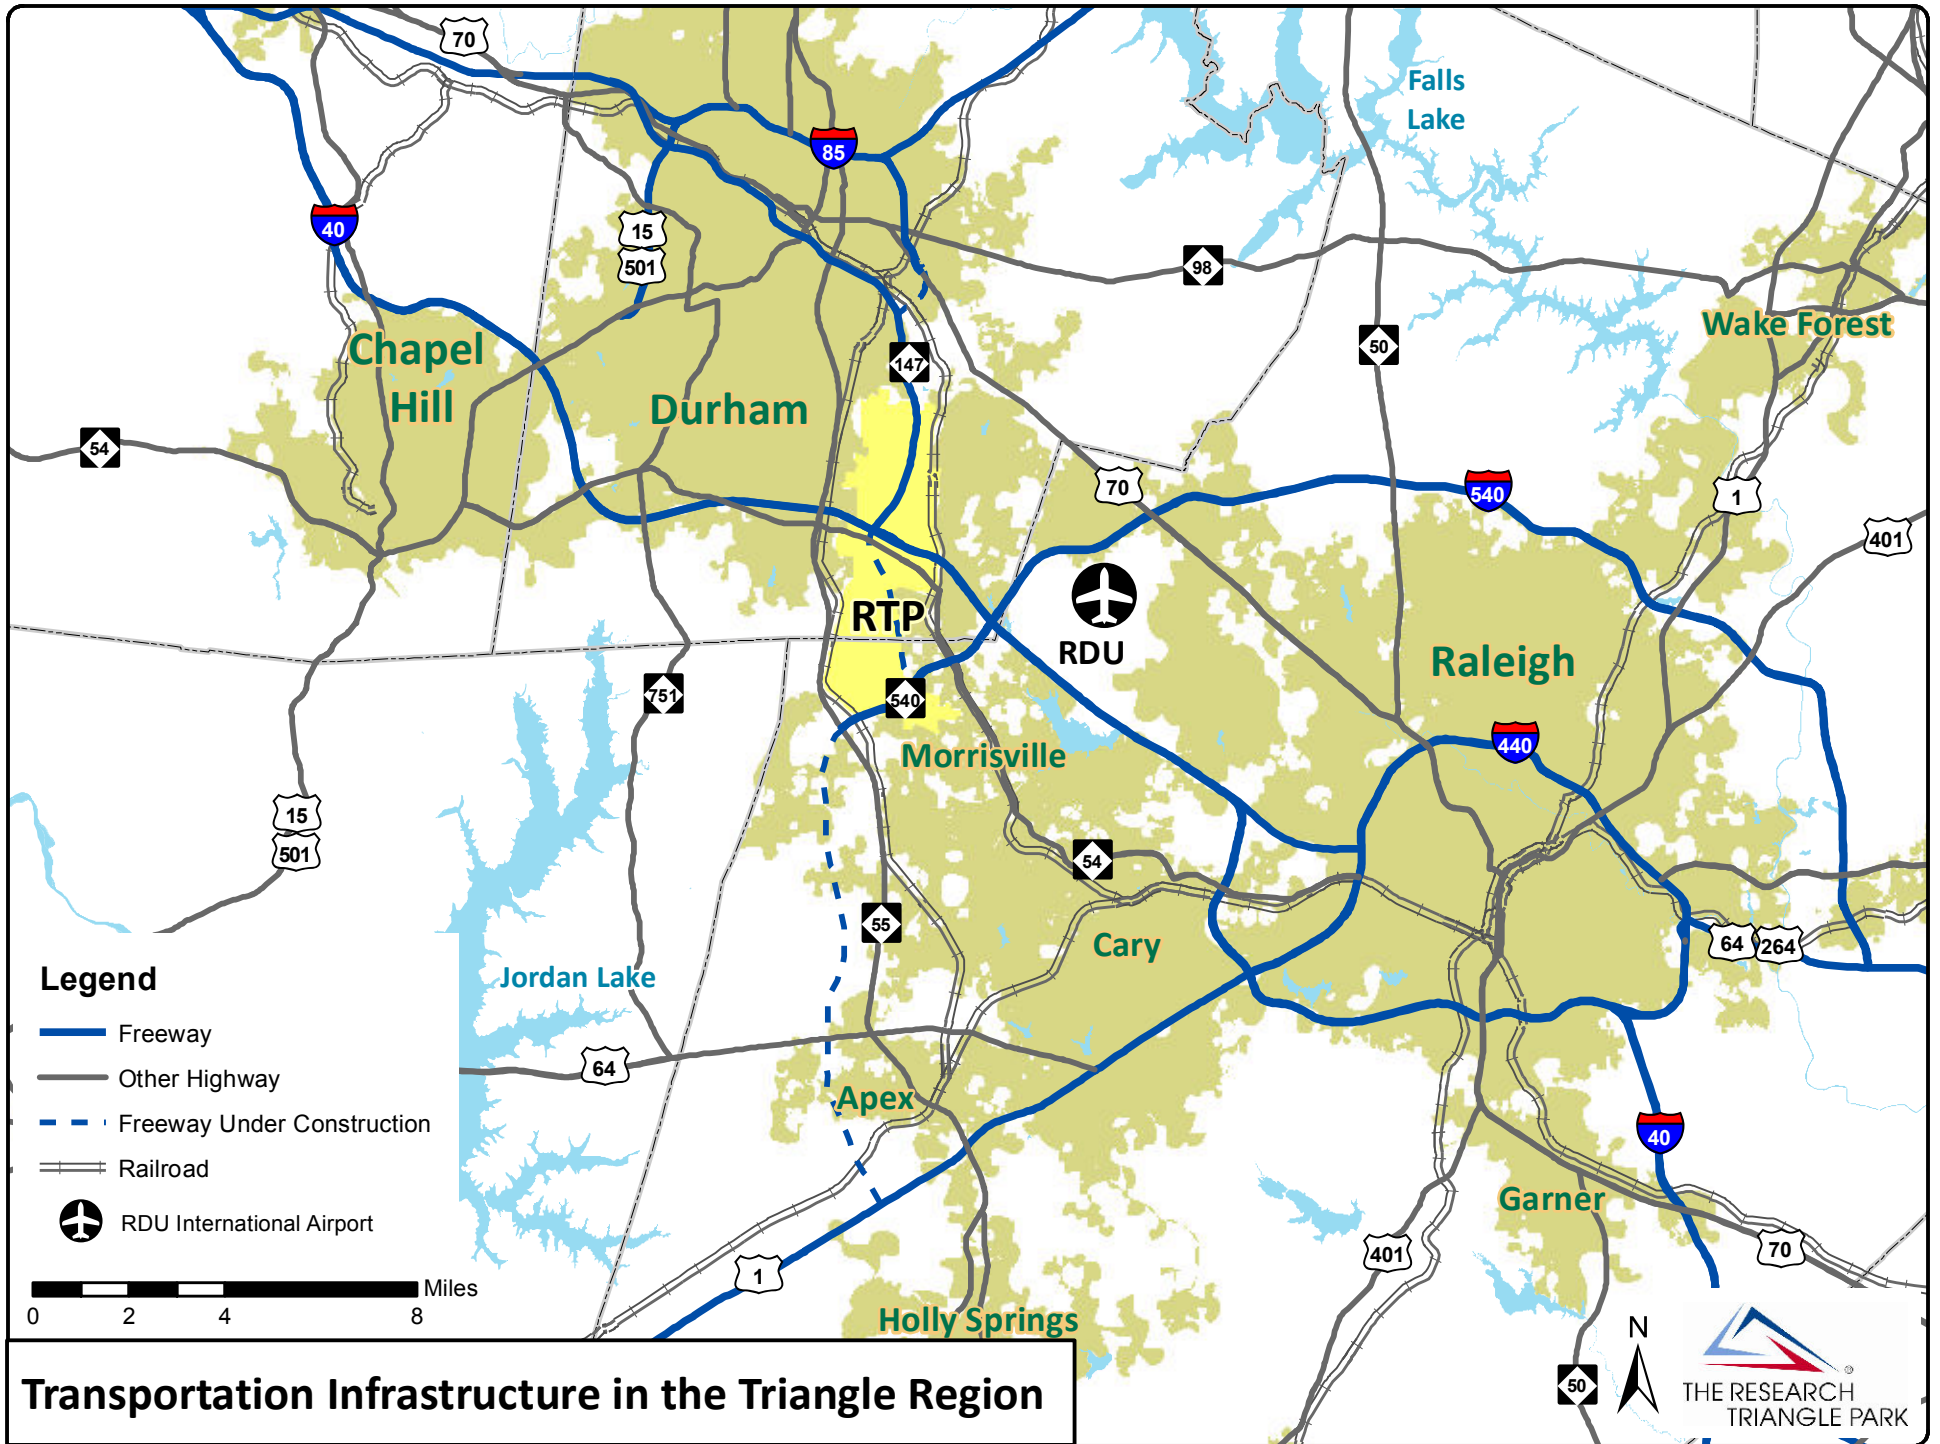 70
Falls
Lake
85
40
15
501
98
Wake Forest
Chapel
Hill
147
50
Durham
54
70
540
1
401
RTP
RDU
Raleigh
751
540
440
Morrisville
15
501
54
55
Cary
64
264
Jordan Lake
64
Apex
40
Garner
401
70
1
Holly Springs
50
Legend
Freeway
Other Highway
Freeway Under Construction
Railroad
RDU International Airport
Miles
0 2 4 8
N
THE RESEARCH
TRIANGLE PARK
®
Transportation Infrastructure in the Triangle Region